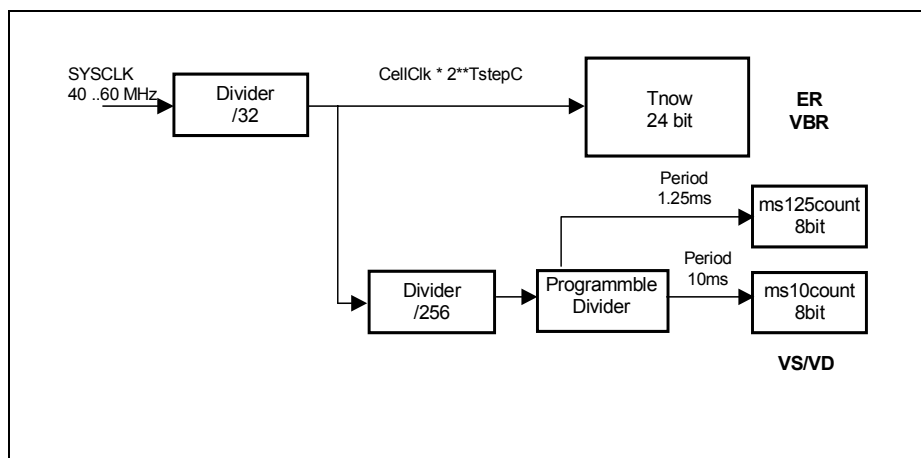 SYSCLK
40 ..60 MHz
Divider
/32
CellClk * 2**TstepC
Tnow
24 bit
ER
VBR
Period
1.25ms
ms125count
8bit
Divider
/256
Programmble
Divider
Period
10ms
ms10count
8bit
VS/VD